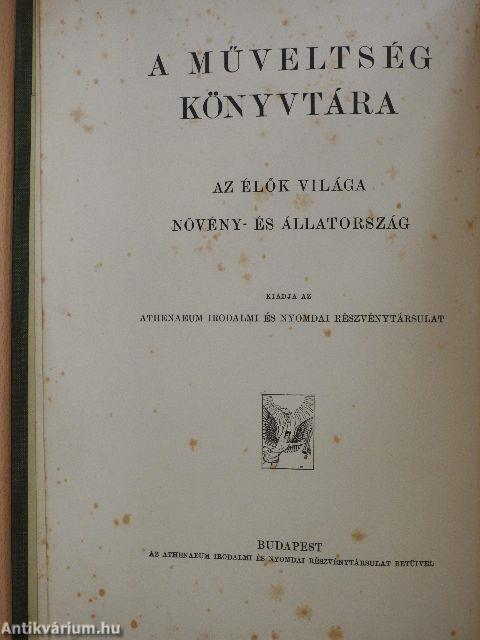 A MŰVELTSÉG
KÖNYVTÁRA
AZ ÉLŐK VILÁGA
NÖVÉNY- ÉS ÁLLATORSZÁG
KIADJA AZ
ATHENAEUM IRODALMI ÉS NYOMDAI RÉSZVÉNYTÁRSULAT
BUDAPEST
AZ ATHENAEUM IRODALMI ÉS NYOMDAI RÉSZVÉNYTÁRSULAT BETŰIVEL
Antikvárium.hu